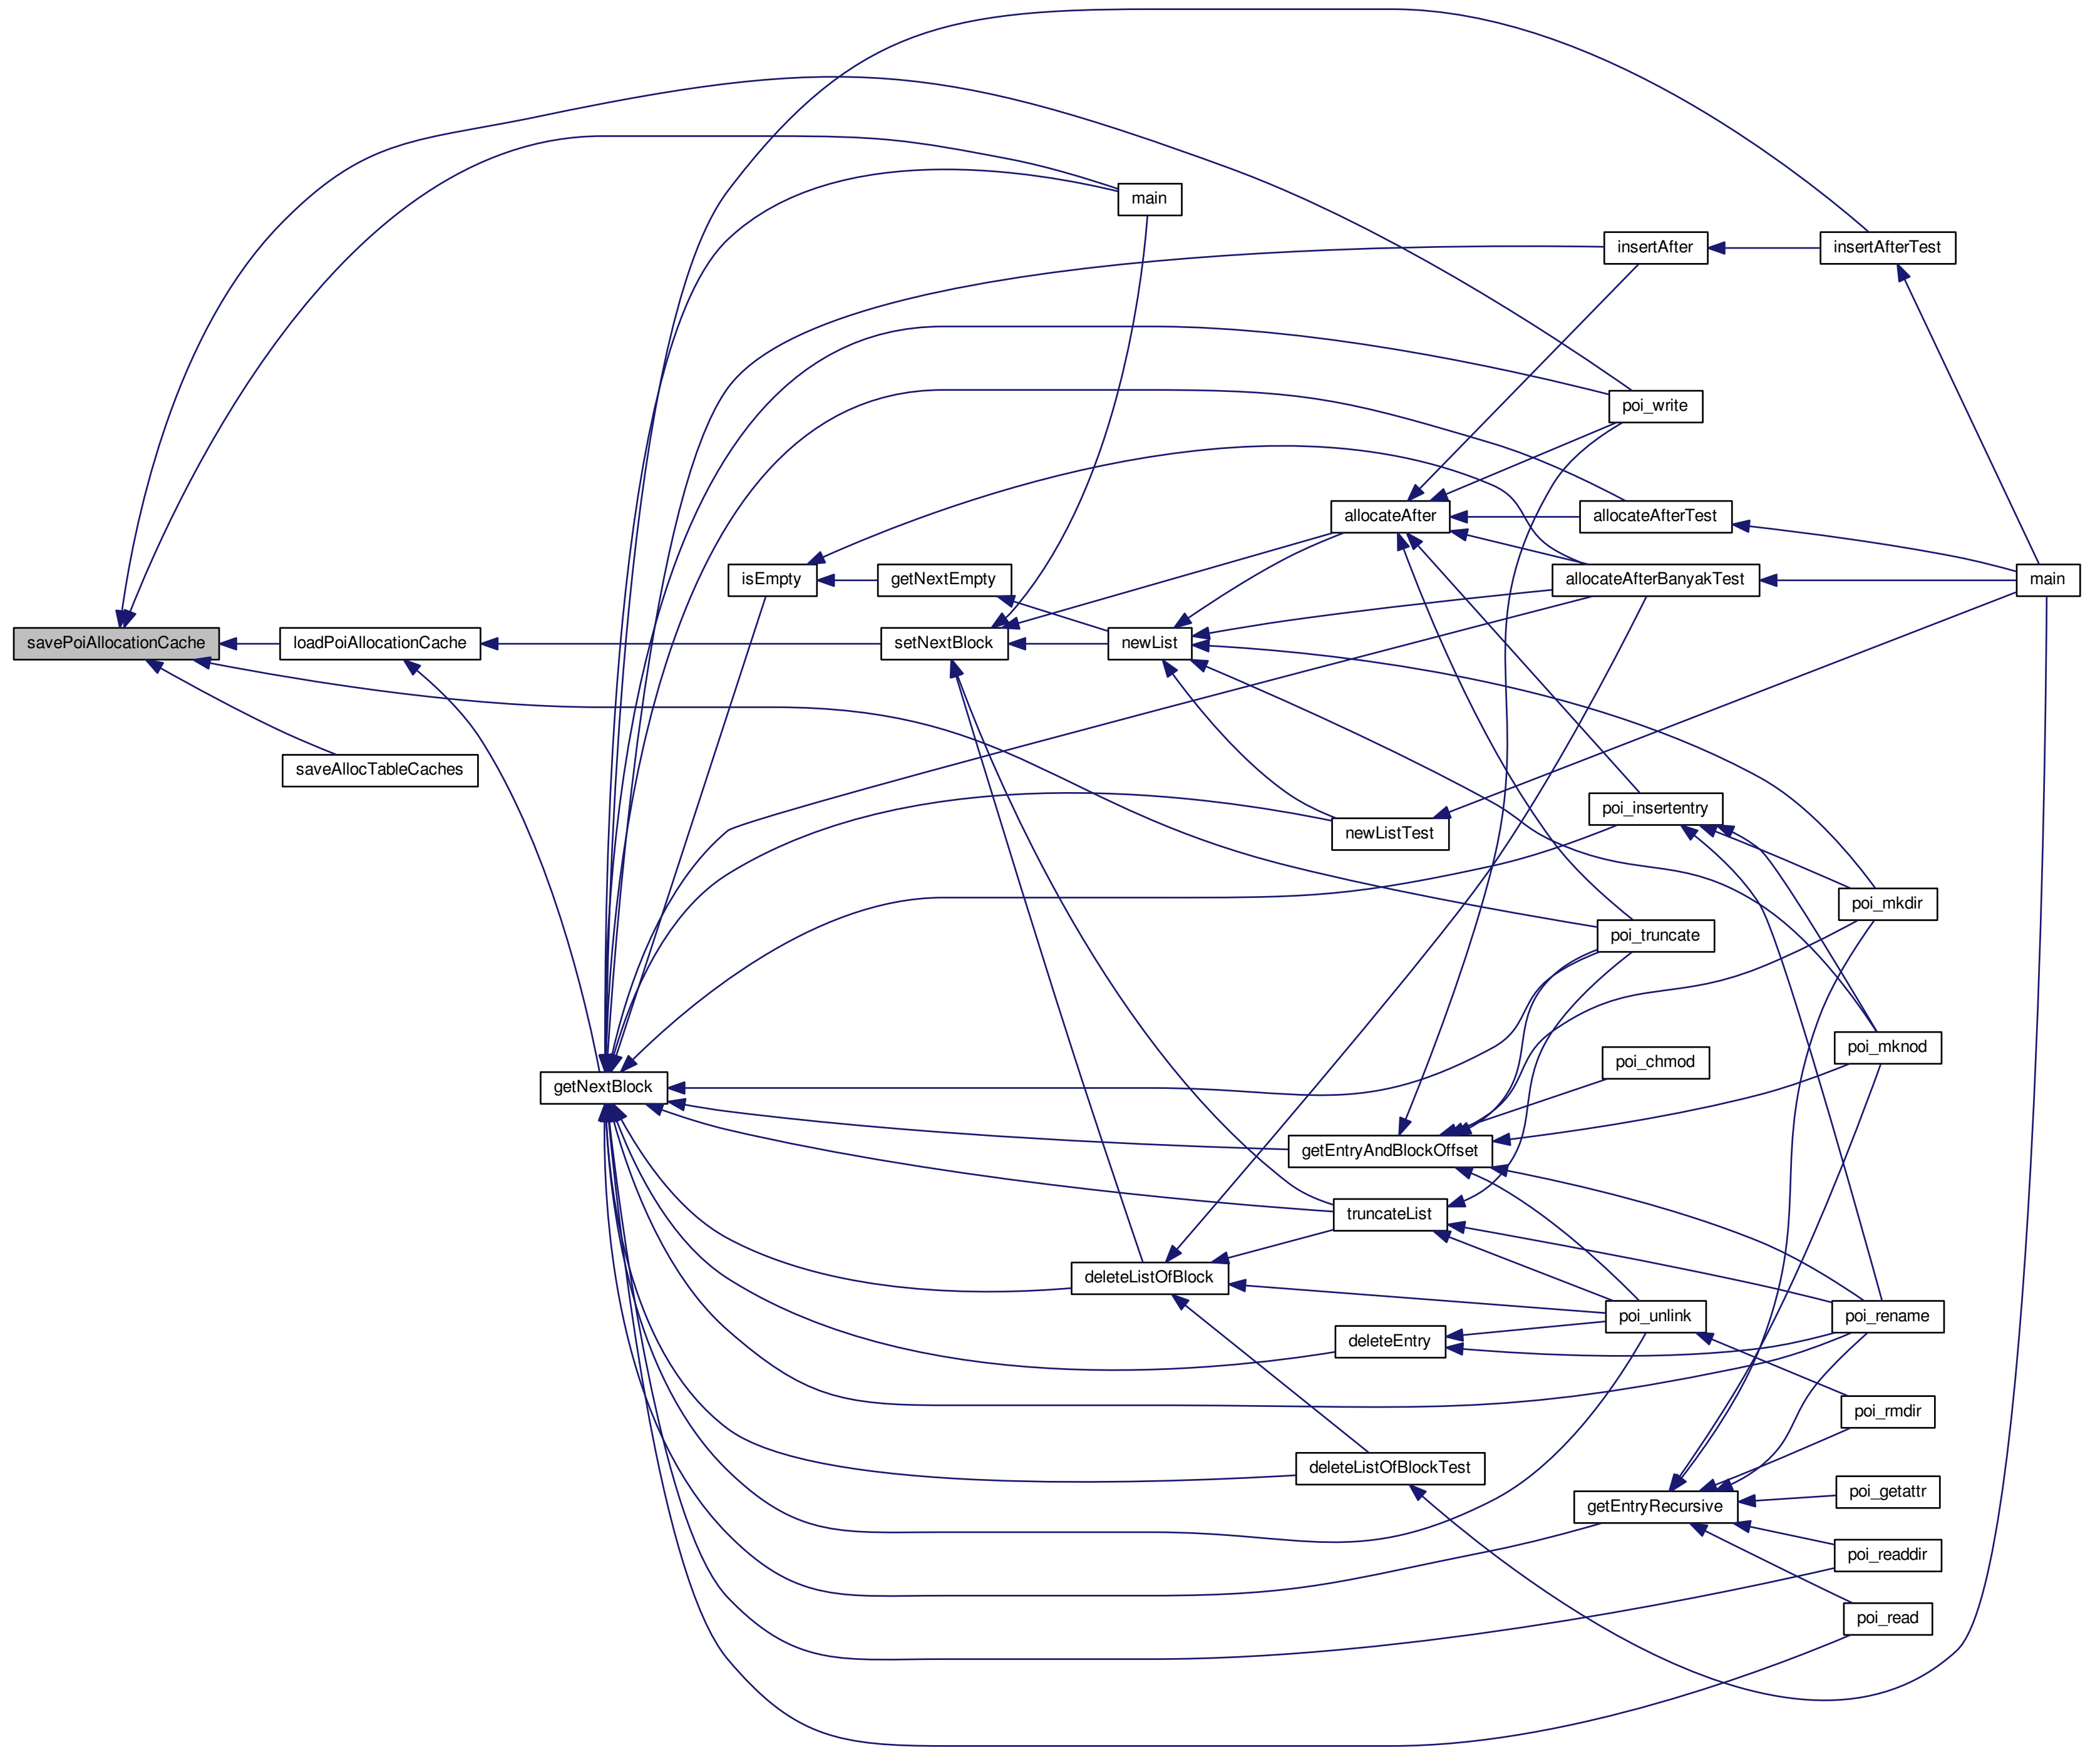 main
insertAfter
insertAfterTest
poi_write
allocateAfter
allocateAfterTest
isEmpty
getNextEmpty
allocateAfterBanyakTest
main
savePoiAllocationCache
loadPoiAllocationCache
setNextBlock
newList
saveAllocTableCaches
poi_insertentry
newListTest
poi_mkdir
poi_truncate
poi_mknod
poi_chmod
getNextBlock
getEntryAndBlockOffset
truncateList
deleteListOfBlock
poi_unlink
poi_rename
deleteEntry
poi_rmdir
deleteListOfBlockTest
poi_getattr
getEntryRecursive
poi_readdir
poi_read